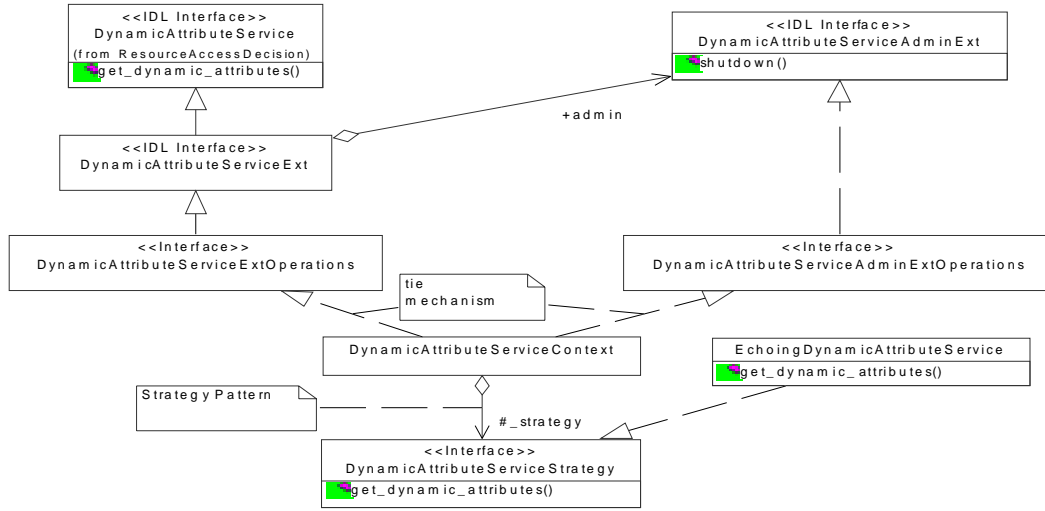 <<IDL Interface>>
DynamicAttributeService
(from ResourceAccessDecision)
get_dynamic_attributes()
<<IDL Interface>>
DynamicAttributeServiceAdminExt
shutdown()
+admin
<<IDL Interface>>
DynamicAttributeServiceExt
<<Interface>>
DynamicAttributeServiceExtOperations
<<Interface>>
DynamicAttributeServiceAdminExtOperations
tie
mechanism
DynamicAttributeServiceContext
EchoingDynamicAttributeService
get_dynamic_attributes()
Strategy Pattern
#_strategy
<<Interface>>
DynamicAttributeServiceStrategy
get_dynamic_attributes()